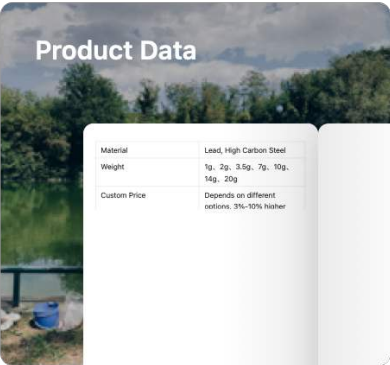 Product Data
Material Lead, High Carbon Steel
Weight 1g、2g、3.5g、7g、10g、
14g、20g
Custom Price Depends on different
options, 3%-10% higher